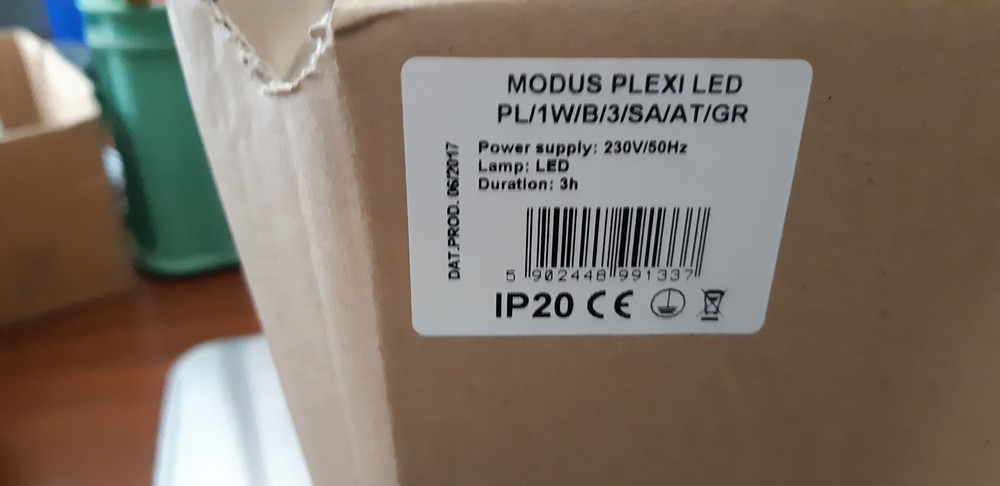 MODUS PLEXI LED
PL/1W/B/3/SA/AT/GR
Power supply: 230V/50Hz
Lamp: LED
Duration: 3h
DAT.PROD. 06/2017
5 902448 991337
IP20 CE